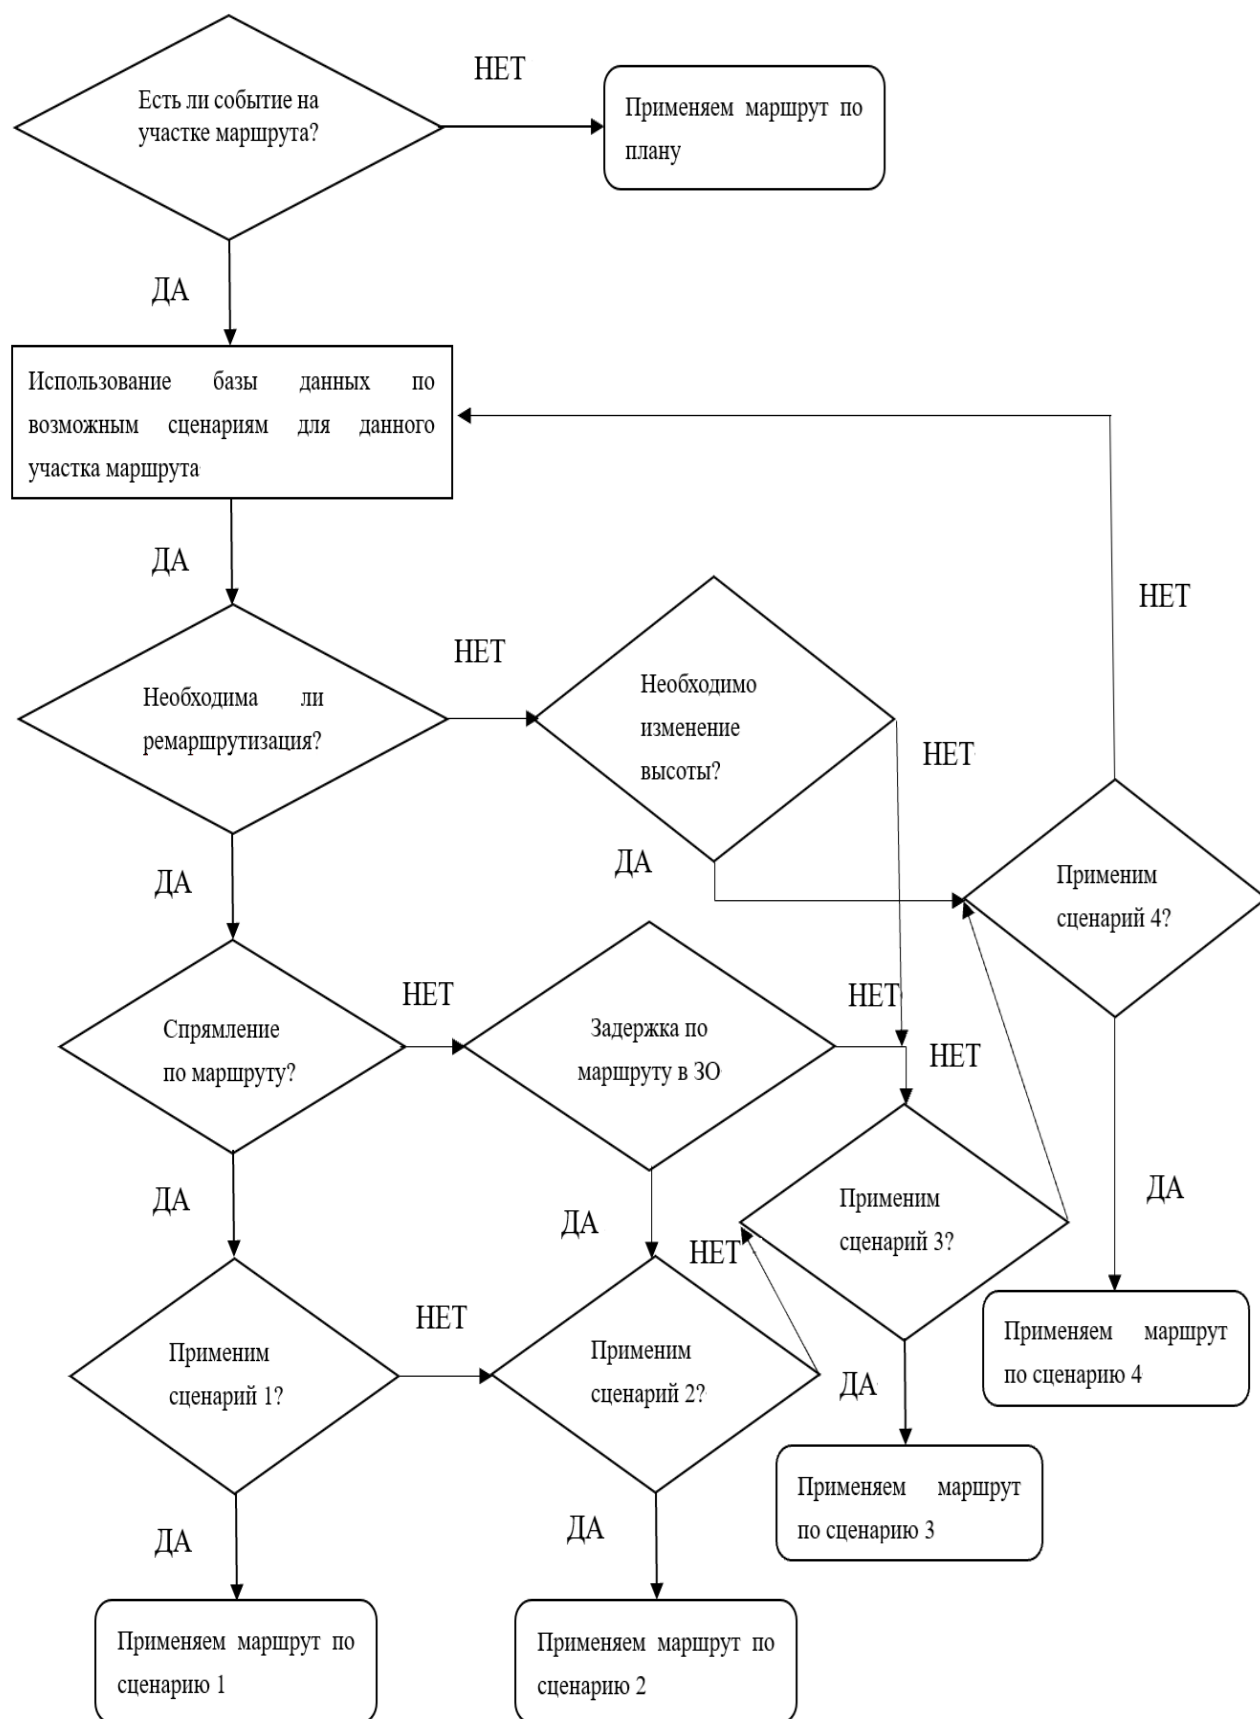 Есть ли событие на
участке маршрута?
НЕТ
Применяем маршрут по
плану
ДА
Использование базы данных по
возможным сценариям для данного
участка маршрута
ДА
НЕТ
Необходима ли
ремаршрутизация?
НЕТ
Необходимо
изменение
высоты?
НЕТ
ДА
ДА
Применим
сценарий 4?
Спрямление
по маршруту?
НЕТ
Задержка по
маршруту в ЗО
НЕТ
НЕТ
ДА
ДА
ДА
НЕТ
Применим
сценарий 3?
Применим
сценарий 1?
НЕТ
Применим
сценарий 2?
ДА
Применяем маршрут
по сценарию 4
ДА
ДА
Применяем маршрут
по сценарию 3
Применяем маршрут по
сценарию 1
Применяем маршрут по
сценарию 2